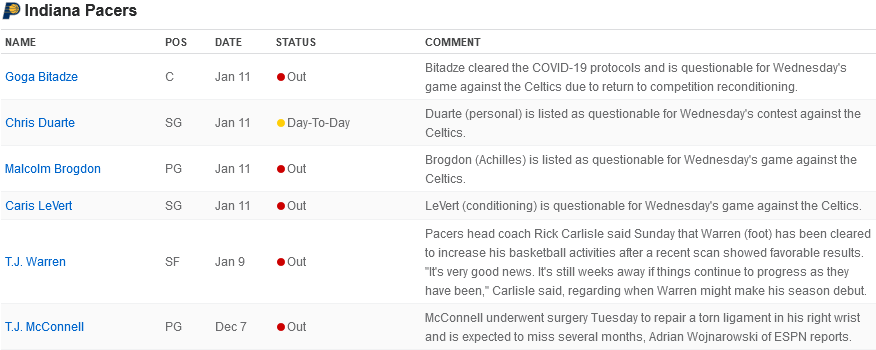 Indiana Pacers
NAME POS DATE STATUS COMMENT
Goga Bitadze C Jan 11 Out Bitadze cleared the COVID-19 protocols and is questionable for Wednesday's
game against the Celtics due to return to competition reconditioning.
Chris Duarte SG Jan 11 Day-To-Day Duarte (personal) is listed as questionable for Wednesday's contest against the
Celtics.
Malcolm Brogdon PG Jan 11 Out Brogdon (Achilles) is listed as questionable for Wednesday's game against the
Celtics.
Caris LeVert SG Jan 11 Out LeVert (conditioning) is questionable for Wednesday's game against the Celtics.
T.J. Warren SF Jan 9 Out Pacers head coach Rick Carlisle said Sunday that Warren (foot) has been cleared
to increase his basketball activities after a recent scan showed favorable results.
"It's very good news. It's still weeks away if things continue to progress as they
have been," Carlisle said, regarding when Warren might make his season debut.
T.J. McConnell PG Dec 7 Out McConnell underwent surgery Tuesday to repair a torn ligament in his right wrist
and is expected to miss several months, Adrian Wojnarowski of ESPN reports.